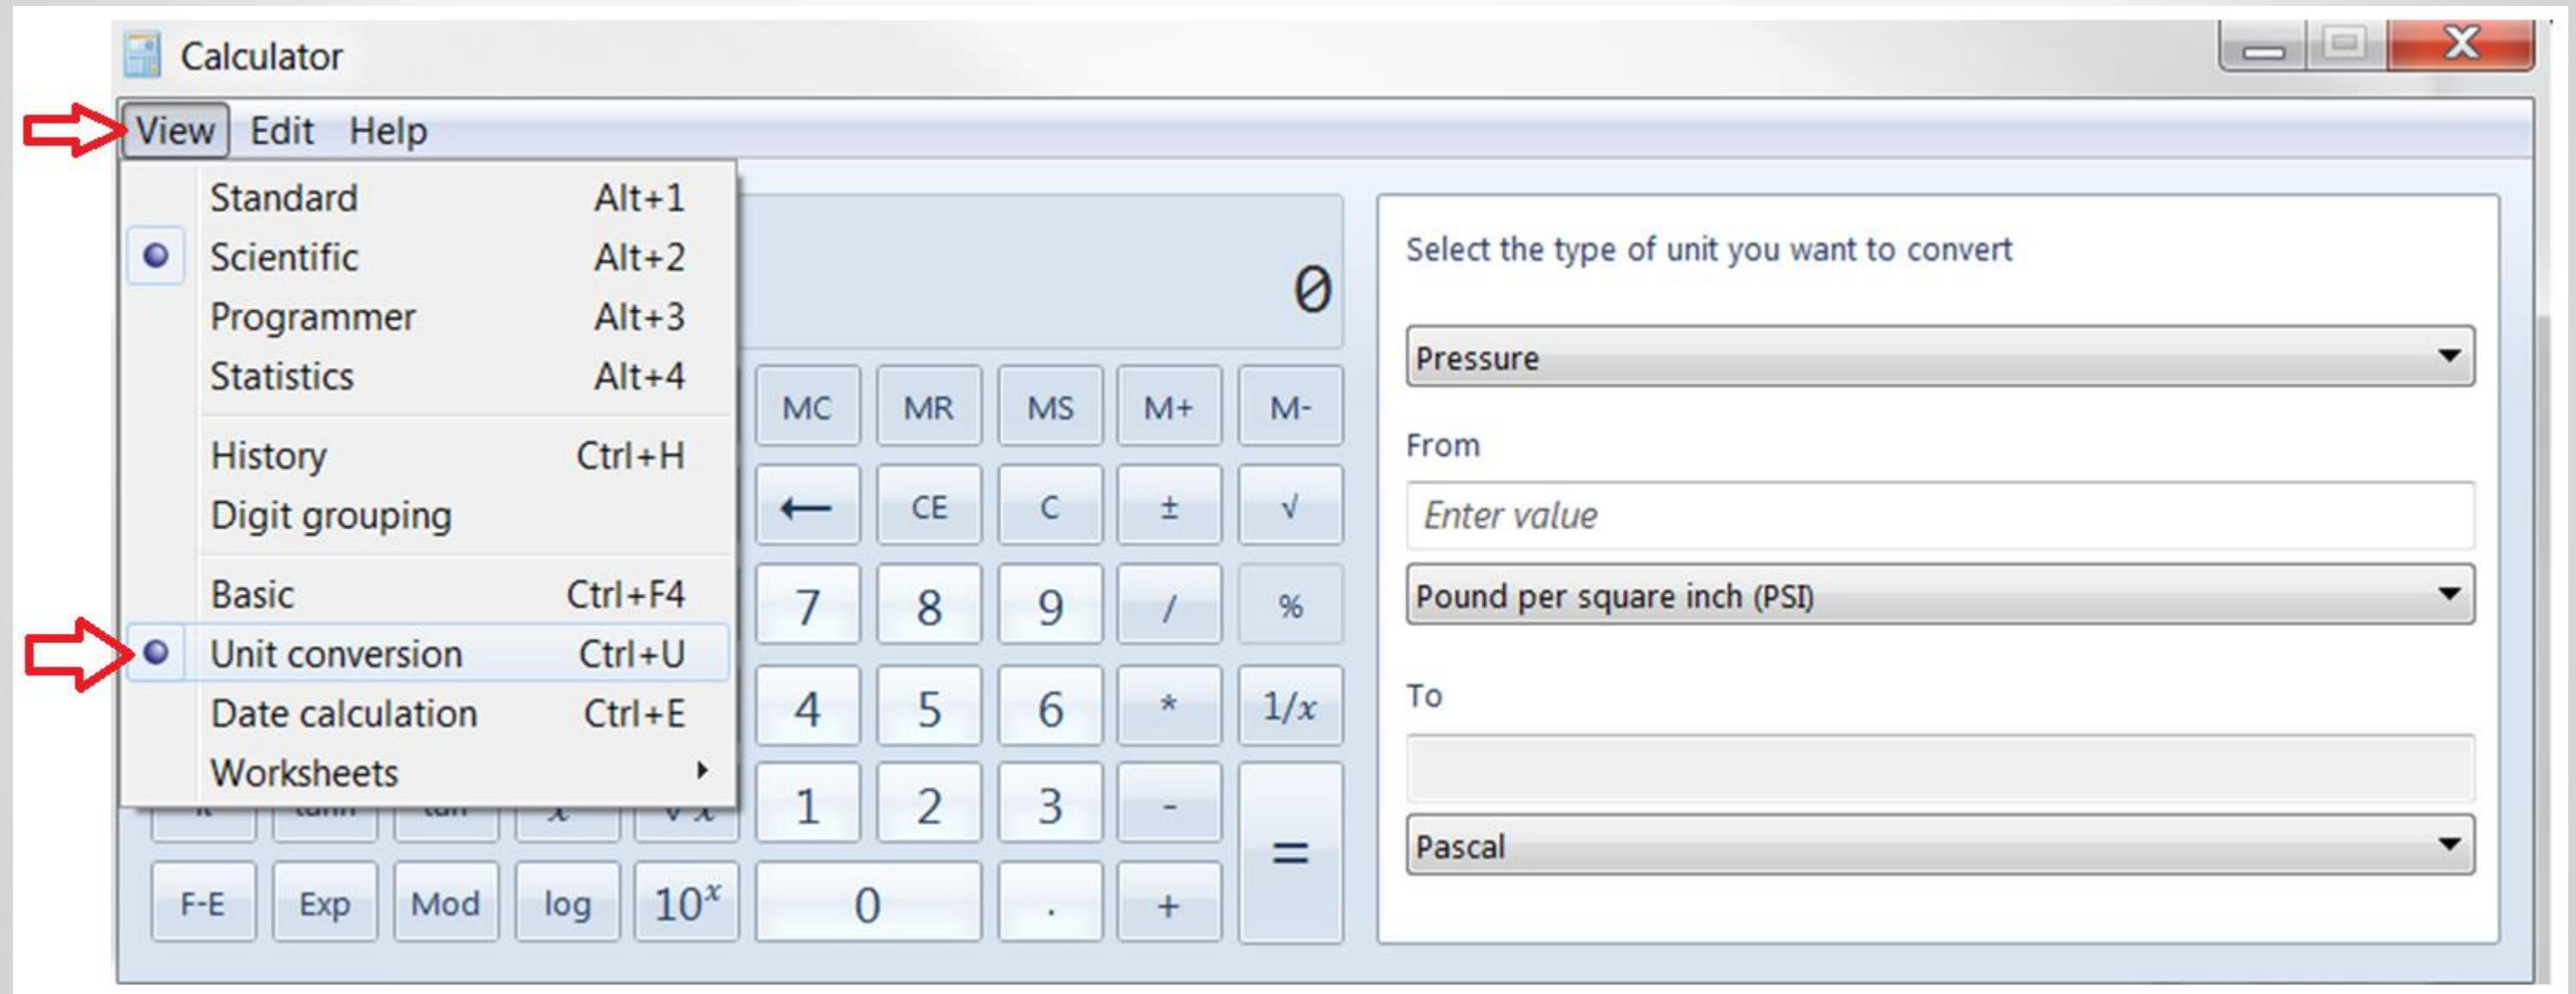 Calculator
View Edit Help
Standard Alt+1
Scientific Alt+2
Programmer Alt+3
Statistics Alt+4
History Ctrl+H
Digit grouping
Basic Ctrl+F4
Unit conversion Ctrl+U
Date calculation Ctrl+E
Worksheets
0
MC MR MS M+ M-
← CE C ± √
7 8 9 / %
4 5 6 * 1/x
1 2 3 - =
F-E Exp Mod log 10ˣ 0 . +
Select the type of unit you want to convert
Pressure
From
Enter value
Pound per square inch (PSI)
To
Pascal